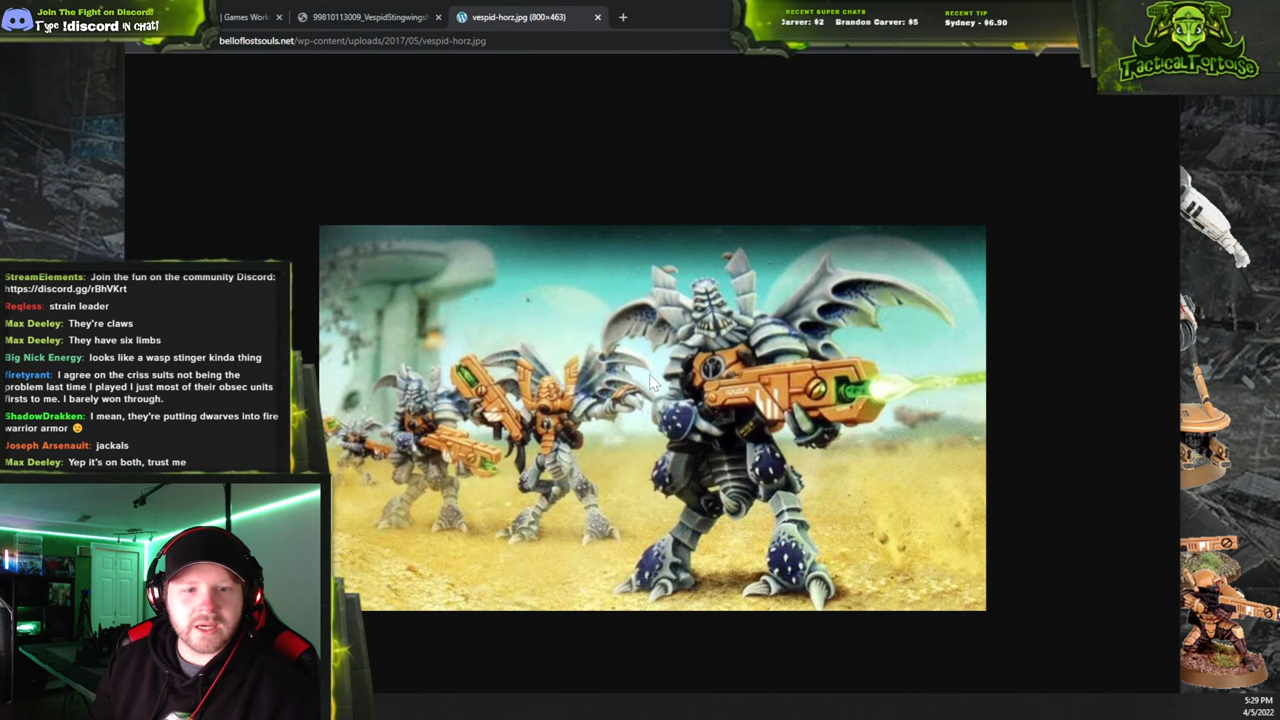 Join The Fight on Discord!
Type !discord in chat!
| Games Work
99810113009_VespidStingwings
vespid-horz.jpg (800×463)
belloflostsouls.net/wp-content/uploads/2017/05/vespid-horz.jpg
RECENT SUPER CHATS
Carver: $2 Brandon Carver: $5
RECENT TIP
Sydney - $6.90
TacticalTortoise
StreamElements: Join the fun on the community Discord:
https://discord.gg/rBhVKrt
Reqless: strain leader
Max Deeley: They're claws
Max Deeley: They have six limbs
Big Nick Energy: looks like a wasp stinger kinda thing
firetyrant: I agree on the criss suits not being the
problem last time I played I just most of their obsec units
firsts to me. I barely won through.
ShadowDrakken: I mean, they're putting dwarves into fire
warrior armor
Joseph Arsenault: jackals
Max Deeley: Yep it's on both, trust me
5:29 PM
4/5/2022